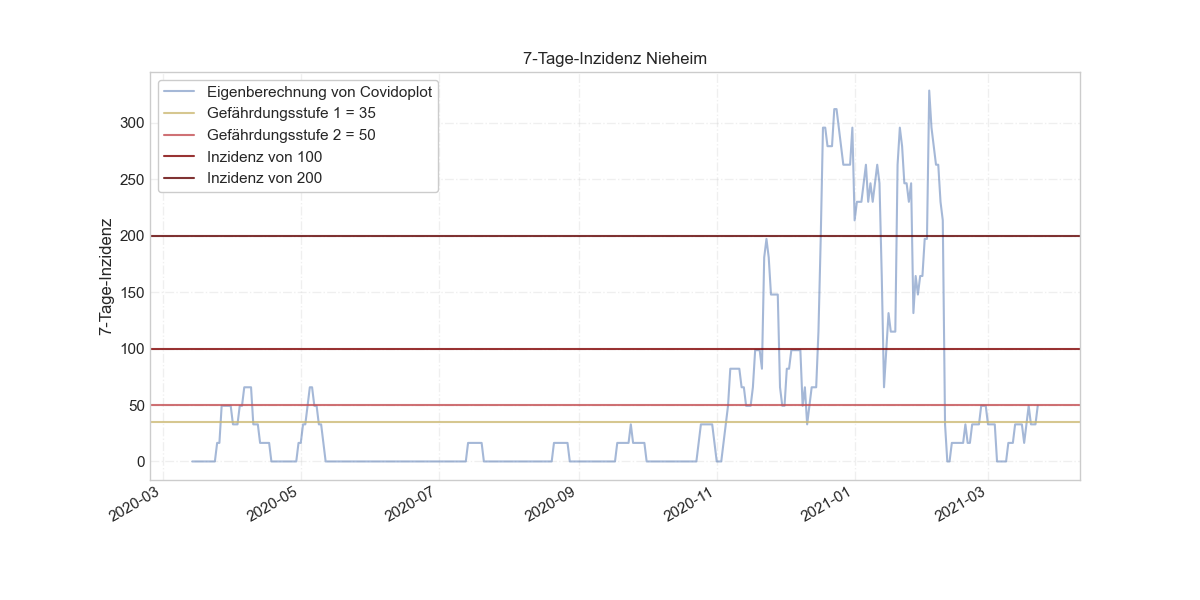 7-Tage-Inzidenz Nieheim
Eigenberechnung von Covidoplot
Gefährdungsstufe 1 = 35
Gefährdungsstufe 2 = 50
Inzidenz von 100
Inzidenz von 200
7-Tage-Inzidenz
300
250
200
150
100
50
0
2020-03
2020-05
2020-07
2020-09
2020-11
2021-01
2021-03